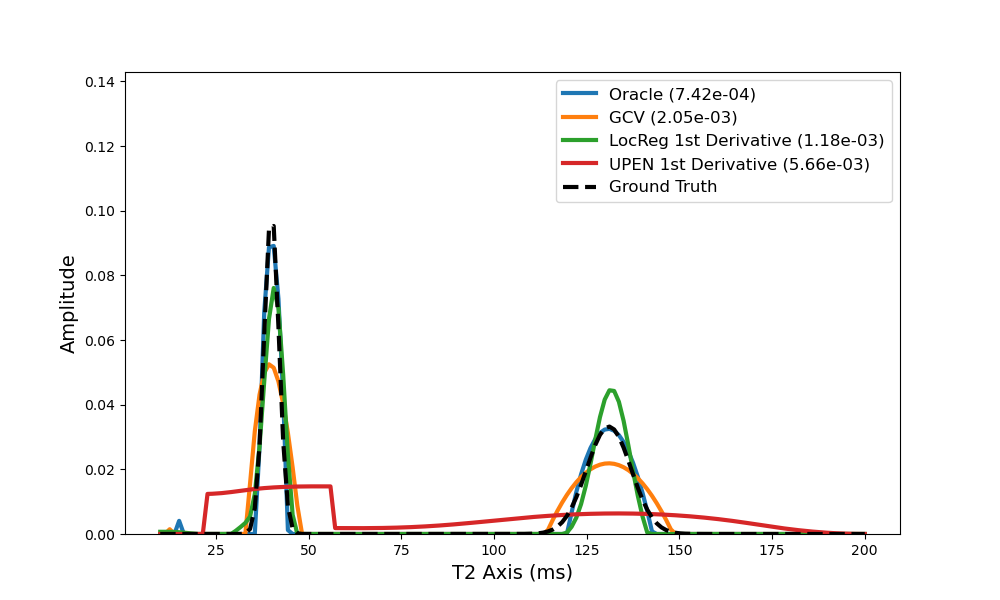 0.14
0.12
0.10
0.08
0.06
0.04
0.02
0.00
Amplitude
25
50
75
100
125
150
175
200
T2 Axis (ms)
Oracle (7.42e-04)
GCV (2.05e-03)
LocReg 1st Derivative (1.18e-03)
UPEN 1st Derivative (5.66e-03)
Ground Truth